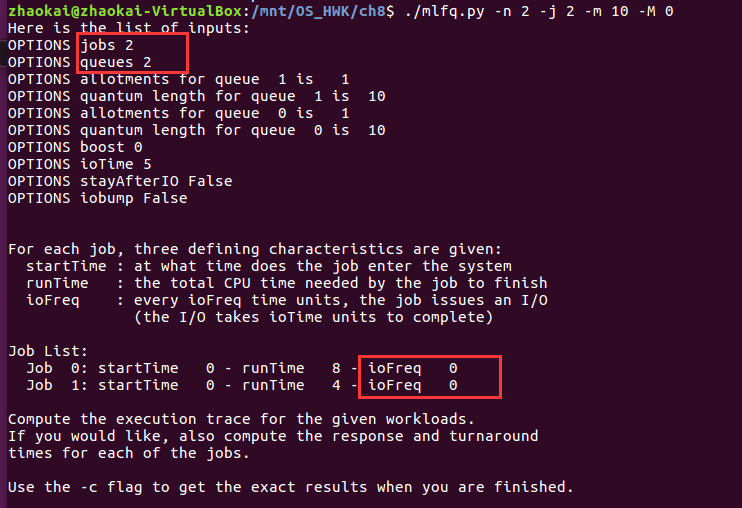 zhaokai@zhaokai-VirtualBox:/mnt/OS_HWK/ch8$ ./mlfq.py -n 2 -j 2 -m 10 -M 0
Here is the list of inputs:
OPTIONS jobs 2
OPTIONS queues 2
OPTIONS allotments for queue  1 is   1
OPTIONS quantum length for queue  1 is  10
OPTIONS allotments for queue  0 is   1
OPTIONS quantum length for queue  0 is  10
OPTIONS boost 0
OPTIONS ioTime 5
OPTIONS stayAfterIO False
OPTIONS iobump False
For each job, three defining characteristics are given:
  startTime : at what time does the job enter the system
  runTime   : the total CPU time needed by the job to finish
  ioFreq    : every ioFreq time units, the job issues an I/O
              (the I/O takes ioTime units to complete)
Job List:
  Job  0: startTime   0 - runTime   8 - ioFreq   0
  Job  1: startTime   0 - runTime   4 - ioFreq   0
Compute the execution trace for the given workloads.
If you would like, also compute the response and turnaround
times for each of the jobs.
Use the -c flag to get the exact results when you are finished.